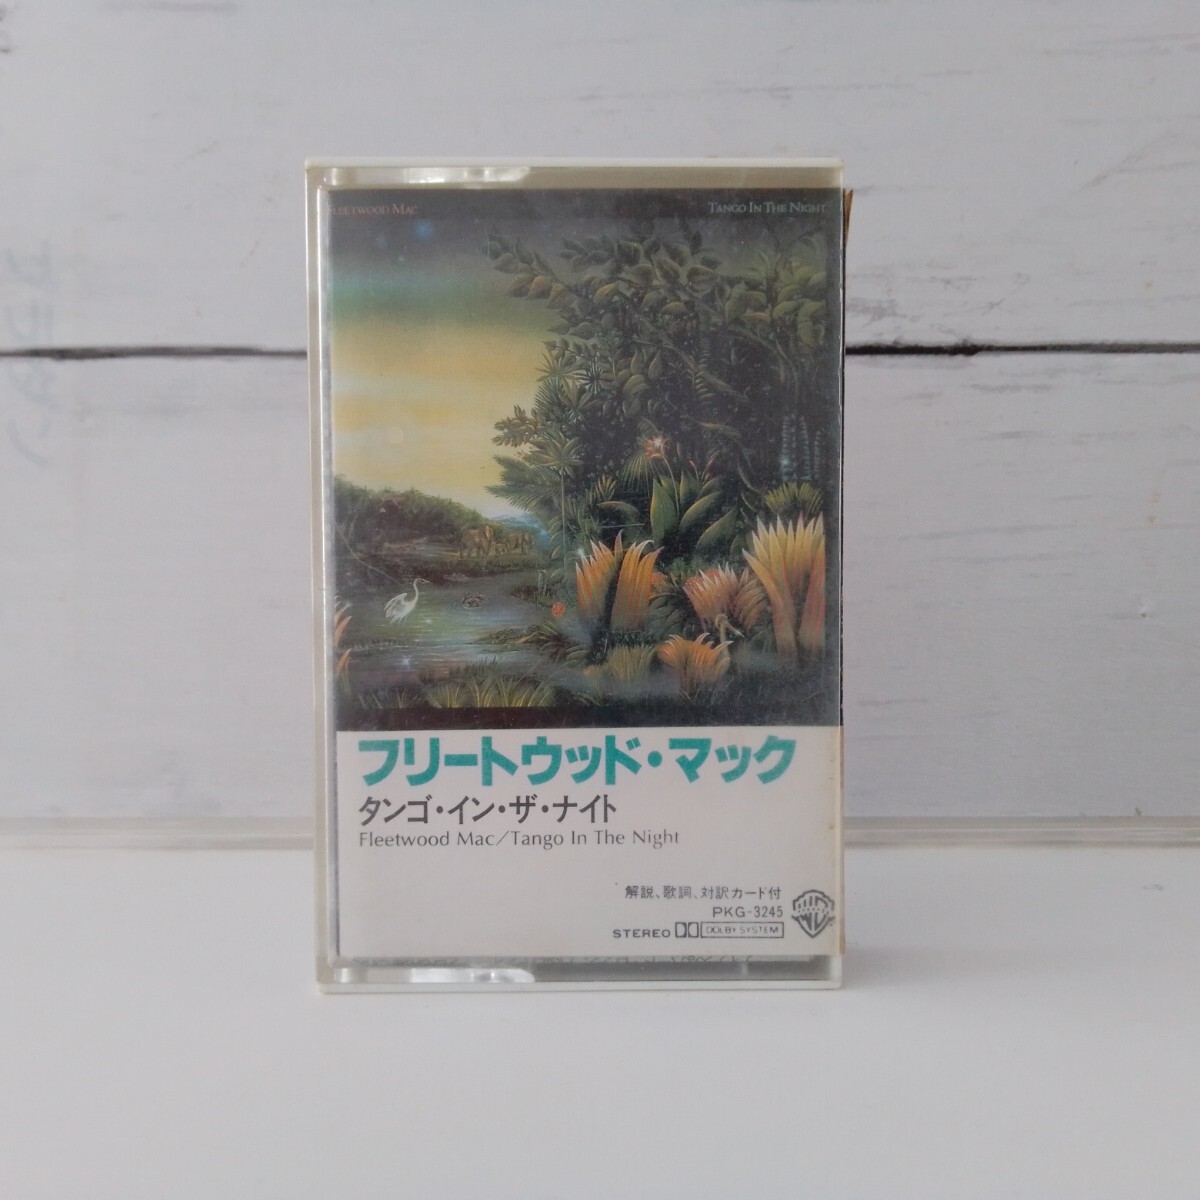 FLEETWOOD MAC TANGO IN THE NIGHT
フリートウッド・マック
タンゴ・イン・ザ・ナイト
Fleetwood Mac/Tango In The Night
解説、歌詞、対訳カード付
PKG-3245
STEREO DOLBY SYSTEM